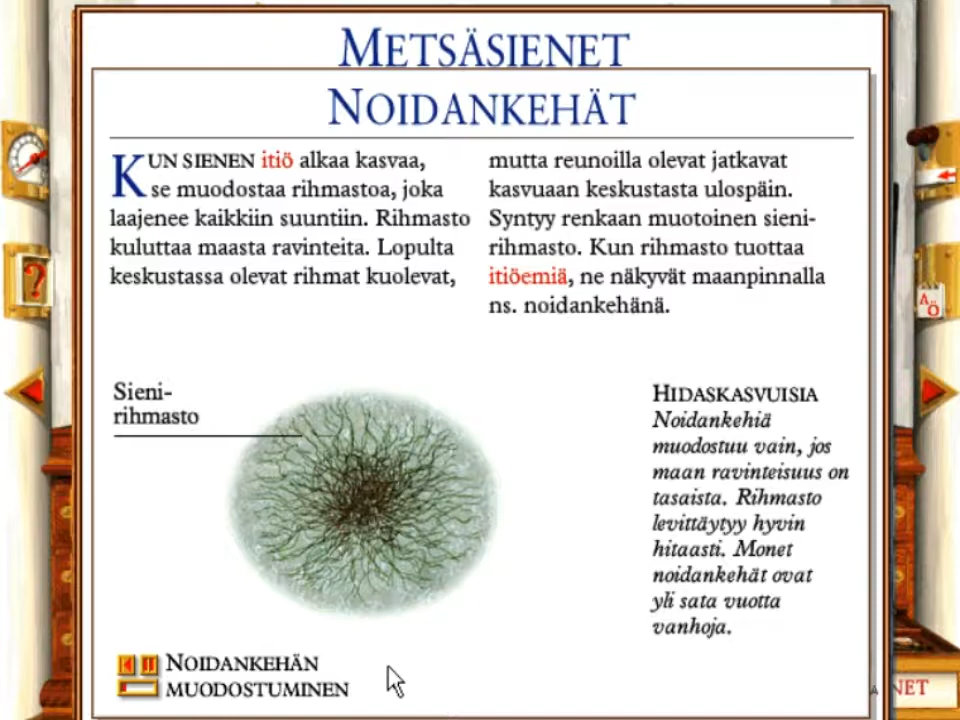 METSÄSIENET
NOIDANKEHÄT
KUN SIENEN itiö alkaa kasvaa,
se muodostaa rihmastoa, joka
laajenee kaikkiin suuntiin. Rihmasto
kuluttaa maasta ravinteita. Lopulta
keskustassa olevat rihmat kuolevat,
mutta reunoilla olevat jatkavat
kasvuaan keskustasta ulospäin.
Syntyy renkaan muotoinen sieni-
rihmasto. Kun rihmasto tuottaa
itiöemiä, ne näkyvät maanpinnalla
ns. noidankehänä.
?
A
Ö
Sieni-
rihmasto
HIDASKASVUISIA
Noidankehiä
muodostuu vain, jos
maan ravinteisuus on
tasaista. Rihmasto
levittäytyy hyvin
hitaasti. Monet
noidankehät ovat
yli sata vuotta
vanhoja.
NOIDANKEHÄN
MUODOSTUMINEN